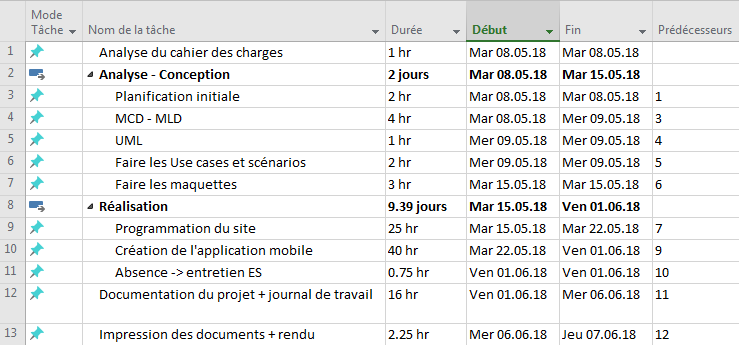 Mode Tâche Nom de la tâche Durée Début Fin Prédécesseurs
1 Analyse du cahier des charges 1 hr Mar 08.05.18 Mar 08.05.18
2 Analyse - Conception 2 jours Mar 08.05.18 Mar 15.05.18
3 Planification initiale 2 hr Mar 08.05.18 Mar 08.05.18 1
4 MCD - MLD 4 hr Mar 08.05.18 Mer 09.05.18 3
5 UML 1 hr Mer 09.05.18 Mer 09.05.18 4
6 Faire les Use cases et scénarios 2 hr Mer 09.05.18 Mer 09.05.18 5
7 Faire les maquettes 3 hr Mar 15.05.18 Mar 15.05.18 6
8 Réalisation 9.39 jours Mar 15.05.18 Ven 01.06.18
9 Programmation du site 25 hr Mar 15.05.18 Mar 22.05.18 7
10 Création de l'application mobile 40 hr Mar 22.05.18 Ven 01.06.18 9
11 Absence -> entretien ES 0.75 hr Ven 01.06.18 Ven 01.06.18 10
12 Documentation du projet + journal de travail 16 hr Ven 01.06.18 Mer 06.06.18 11
13 Impression des documents + rendu 2.25 hr Mer 06.06.18 Jeu 07.06.18 12